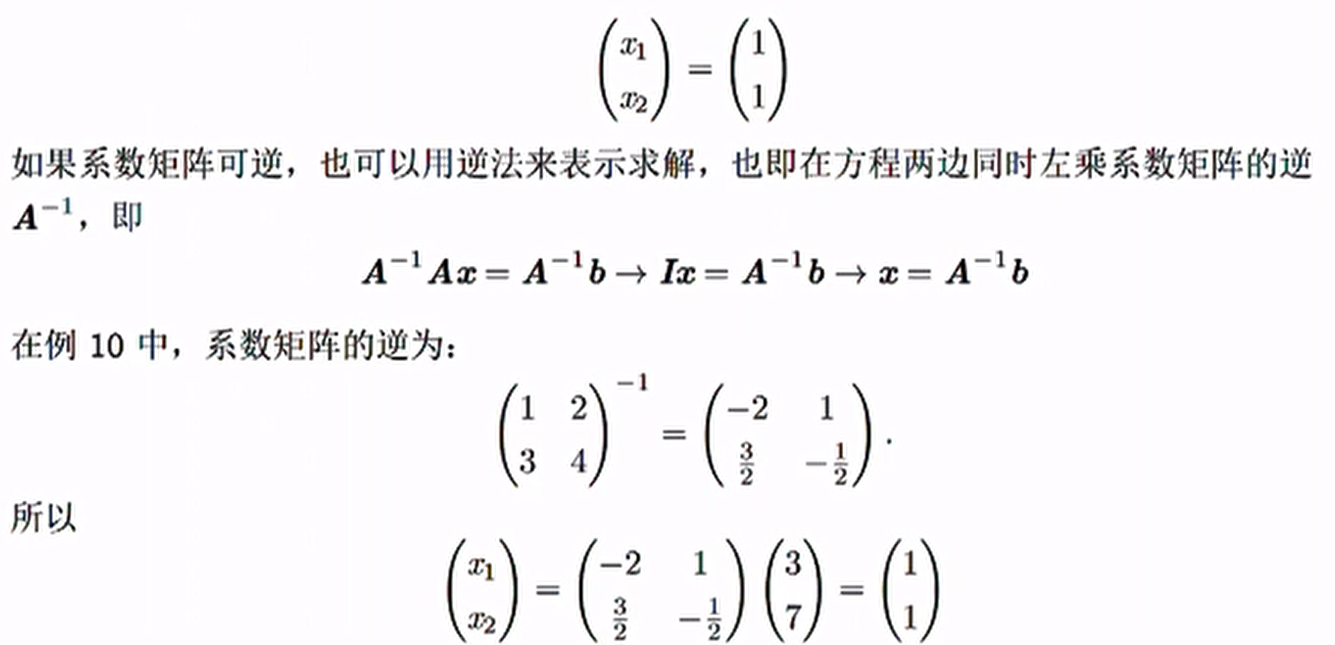 $$\begin{pmatrix} x_1 \\ x_2 \end{pmatrix} = \begin{pmatrix} 1 \\ 1 \end{pmatrix}$$
如果系数矩阵可逆，也可以用逆法来表示求解，也即在方程两边同时左乘系数矩阵的逆
$\boldsymbol{A}^{-1}$，即
$$\boldsymbol{A}^{-1}\boldsymbol{A}\boldsymbol{x} = \boldsymbol{A}^{-1}\boldsymbol{b} \rightarrow \boldsymbol{I}\boldsymbol{x} = \boldsymbol{A}^{-1}\boldsymbol{b} \rightarrow \boldsymbol{x} = \boldsymbol{A}^{-1}\boldsymbol{b}$$
在例 10 中，系数矩阵的逆为：
$$\begin{pmatrix} 1 & 2 \\ 3 & 4 \end{pmatrix}^{-1} = \begin{pmatrix} -2 & 1 \\ \frac{3}{2} & -\frac{1}{2} \end{pmatrix}.$$
所以
$$\begin{pmatrix} x_1 \\ x_2 \end{pmatrix} = \begin{pmatrix} -2 & 1 \\ \frac{3}{2} & -\frac{1}{2} \end{pmatrix} \begin{pmatrix} 3 \\ 7 \end{pmatrix} = \begin{pmatrix} 1 \\ 1 \end{pmatrix}$$